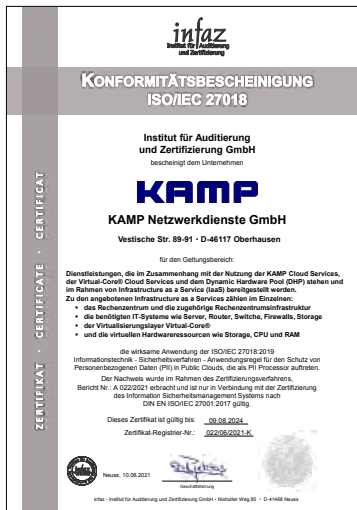 infaz
Institut für Auditierung
und Zertifizierung
KONFORMITÄTSBESCHEINIGUNG
ISO/IEC 27018
Institut für Auditierung
und Zertifizierung GmbH
bescheinigt dem Unternehmen
KAMP
KAMP Netzwerkdienste GmbH
Vestische Str. 89-91 · D-46117 Oberhausen
für den Geltungsbereich:
Dienstleistungen, die im Zusammenhang mit der Nutzung der KAMP Cloud Services,
der Virtual-Core® Cloud Services und dem Dynamic Hardware Pool (DHP) stehen und
im Rahmen von Infrastructure as a Service (IaaS) bereitgestellt werden.
Zu den angebotenen Infrastructure as a Services zählen im Einzelnen:
• das Rechenzentrum und die zugehörige Rechenzentrumsinfrastruktur
• die benötigten IT-Systeme wie Server, Router, Switche, Firewalls, Storage
• der Virtualisierungslayer Virtual-Core®
• und die virtuellen Hardwareressourcen wie Storage, CPU und RAM
die wirksame Anwendung der ISO/IEC 27018:2019
Informationstechnik - Sicherheitsverfahren - Anwendungsregel für den Schutz von
Personenbezogenen Daten (PII) in Public Clouds, die als PII Processor auftreten.
Der Nachweis wurde im Rahmen des Zertifizierungsverfahrens,
Bericht Nr.: A 022/2021 erbracht und ist nur in Verbindung mit der Zertifizierung
des Information Sicherheitsmanagement Systems nach
DIN EN ISO/IEC 27001:2017 gültig.
Dieses Zertifikat ist gültig bis: 09.08.2024
Zertifikat-Registrier-Nr.: 022/06/2021-K
Neuss, 10.08.2021
Geschäftsführung
infaz - Institut für Auditierung und Zertifizierung GmbH • Nixhütter Weg 85 • D-41468 Neuss
ZERTIFIKAT · CERTIFICATE · CERTIFICAT